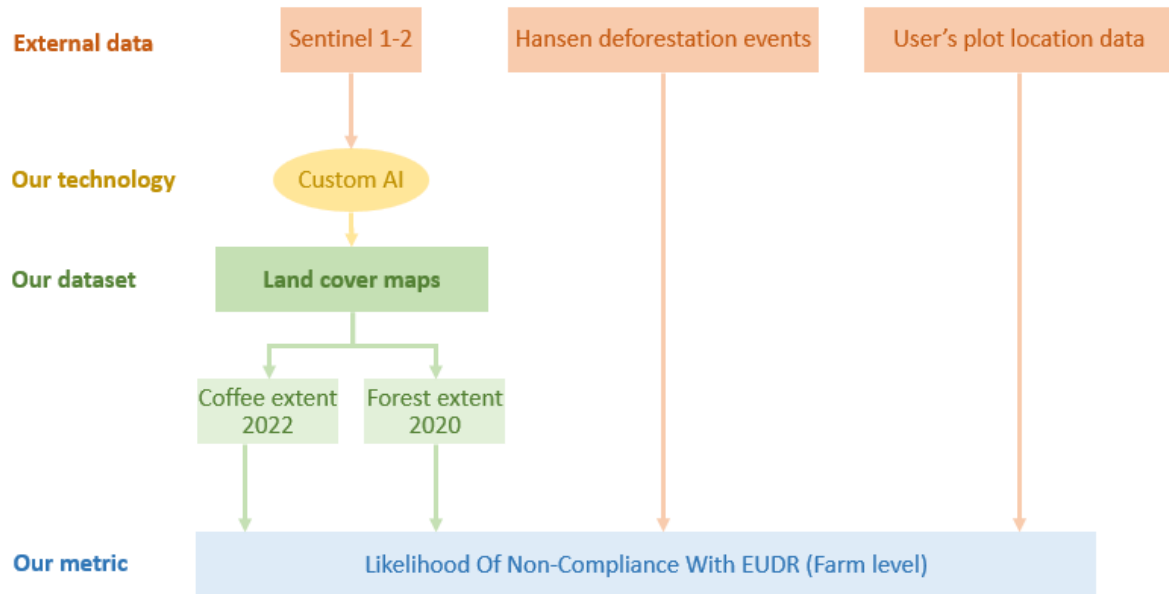 External data
Sentinel 1-2
Hansen deforestation events
User's plot location data
Our technology
Custom AI
Our dataset
Land cover maps
Coffee extent
2022
Forest extent
2020
Our metric
Likelihood Of Non-Compliance With EUDR (Farm level)